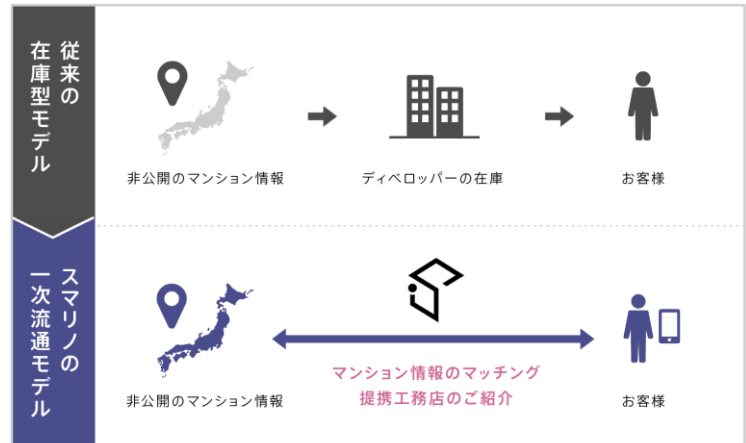 従来の
在庫型モデル
非公開のマンション情報
ディベロッパーの在庫
お客様
スマリノの
一次流通モデル
マンション情報のマッチング
提携工務店のご紹介
非公開のマンション情報
お客様